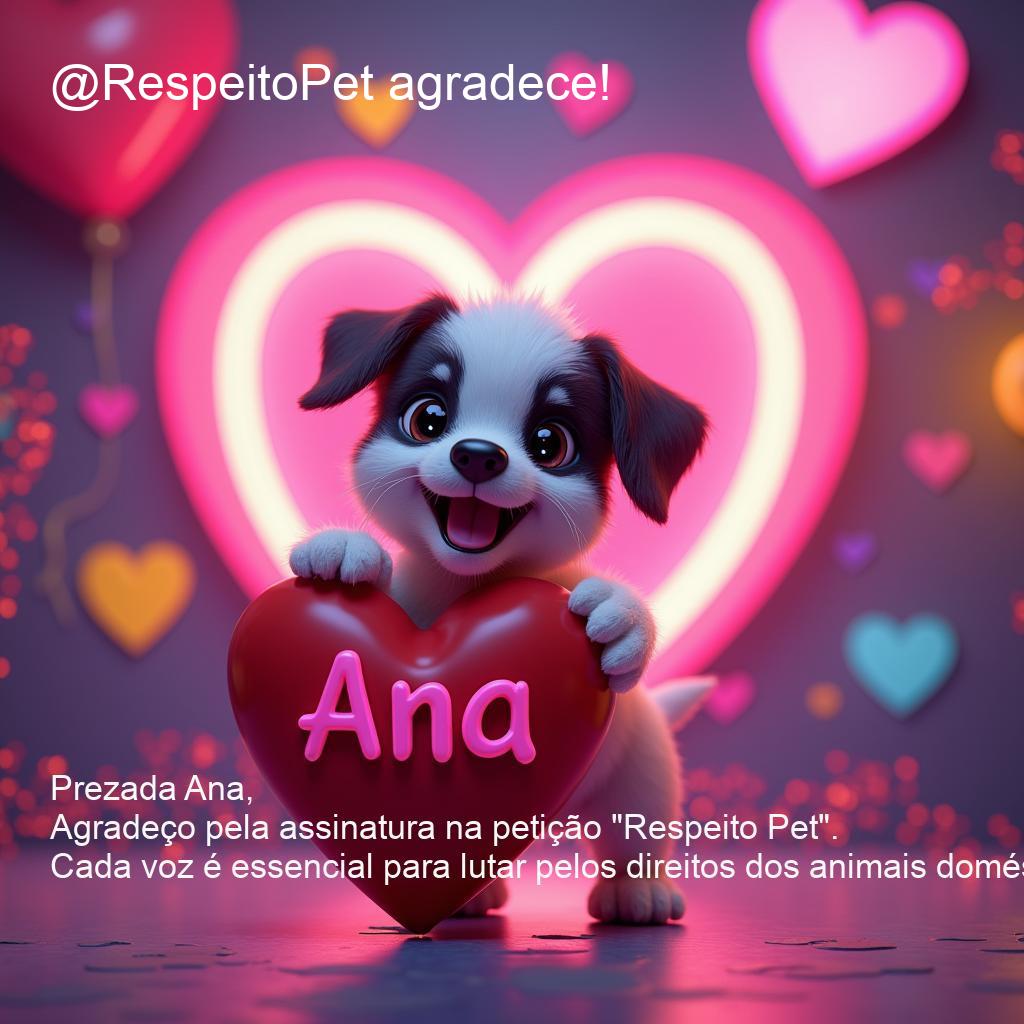 @RespeitoPet agradece!
Ana
Prezada Ana,
Agradeço pela assinatura na petição "Respeito Pet".
Cada voz é essencial para lutar pelos direitos dos animais domés